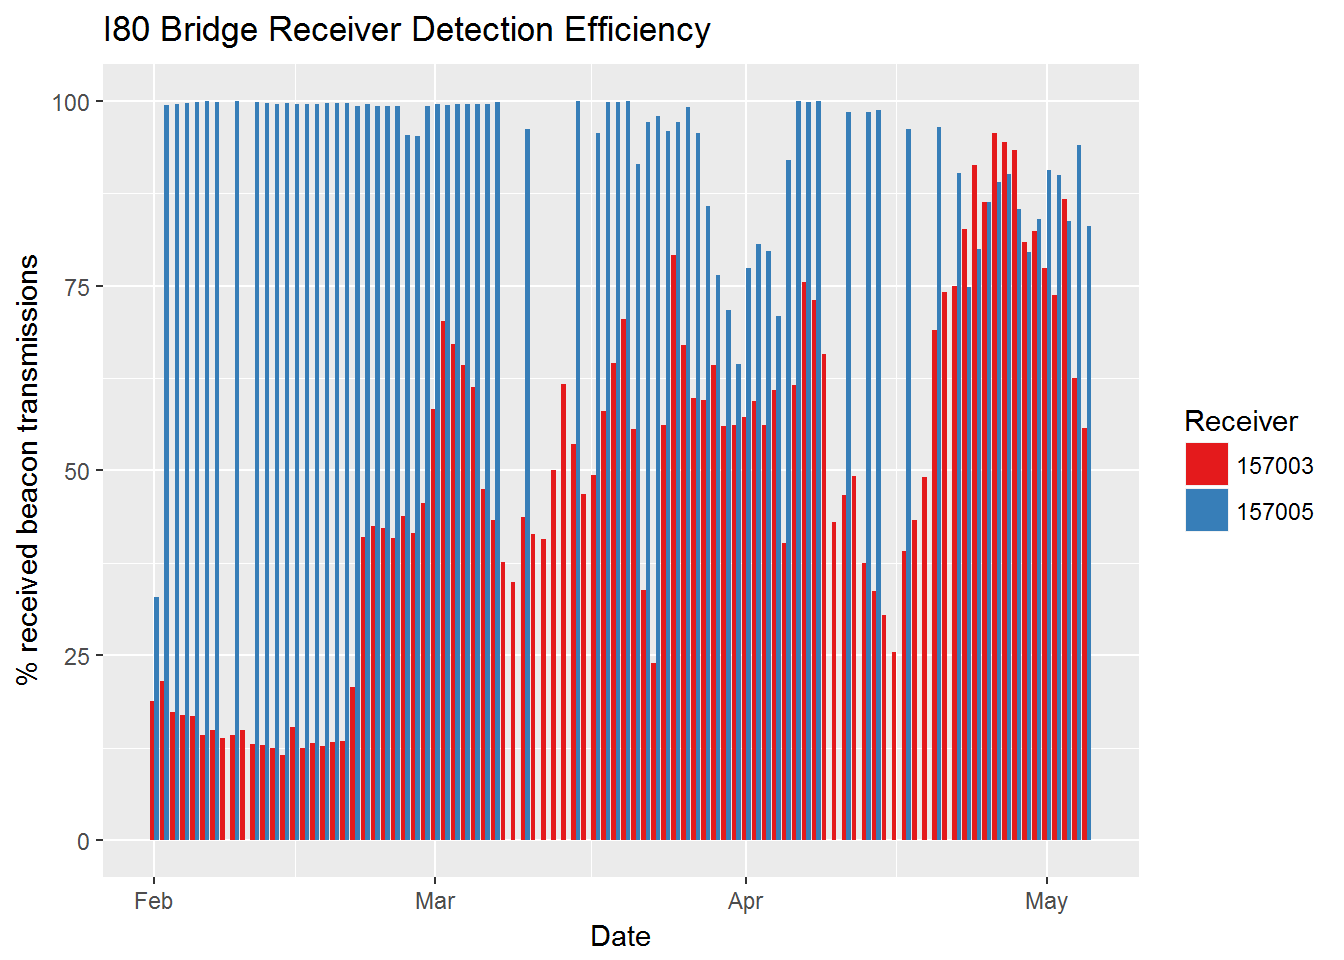 I80 Bridge Receiver Detection Efficiency
% received beacon transmissions
100
75
50
25
0
Feb
Mar
Apr
May
Date
Receiver
157003
157005